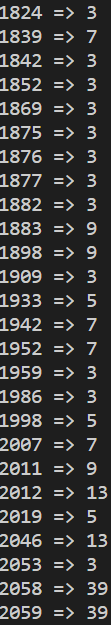 1824 => 3
1839 => 7
1842 => 3
1852 => 3
1869 => 3
1875 => 3
1876 => 3
1877 => 3
1882 => 3
1883 => 9
1898 => 9
1909 => 3
1933 => 5
1942 => 7
1952 => 7
1959 => 3
1986 => 3
1998 => 5
2007 => 7
2011 => 9
2012 => 13
2019 => 5
2046 => 13
2053 => 3
2058 => 39
2059 => 39